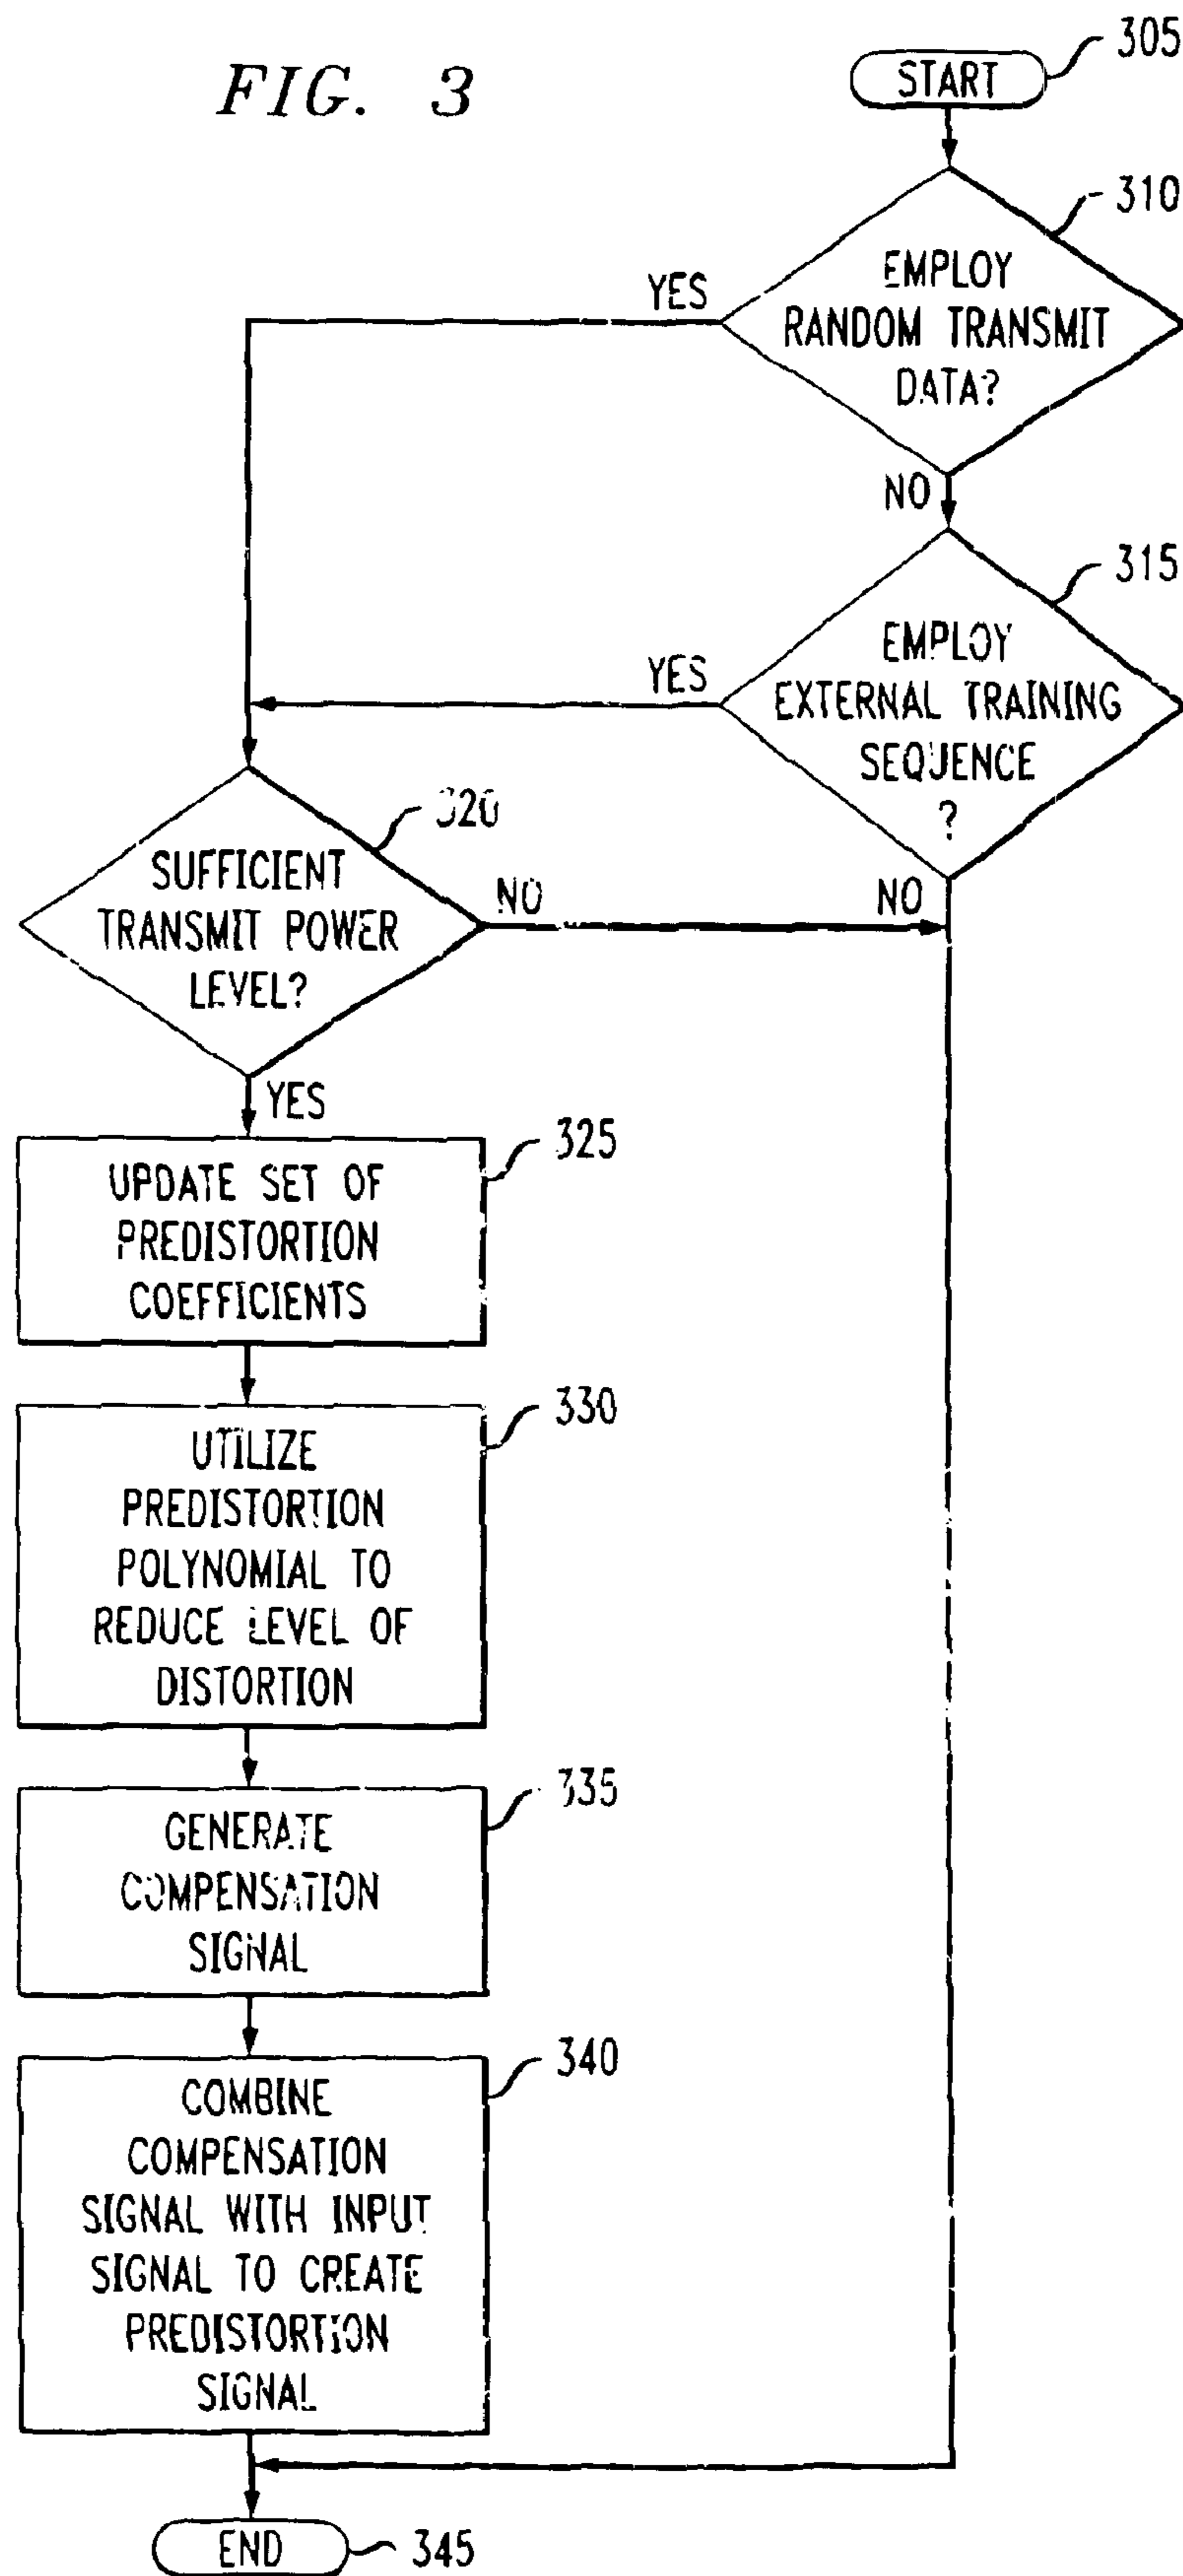 FIG. 3
START
305
EMPLOY
RANDOM TRANSMIT
DATA?
310
YES
NO
EMPLOY
EXTERNAL TRAINING
SEQUENCE
?
315
YES
NO
SUFFICIENT
TRANSMIT POWER
LEVEL?
320
NO
YES
UPDATE SET OF
PREDISTORTION
COEFFICIENTS
325
UTILIZE
PREDISTORTION
POLYNOMIAL TO
REDUCE LEVEL OF
DISTORTION
330
GENERATE
COMPENSATION
SIGNAL
335
COMBINE
COMPENSATION
SIGNAL WITH INPUT
SIGNAL TO CREATE
PREDISTORTION
SIGNAL
340
END
345